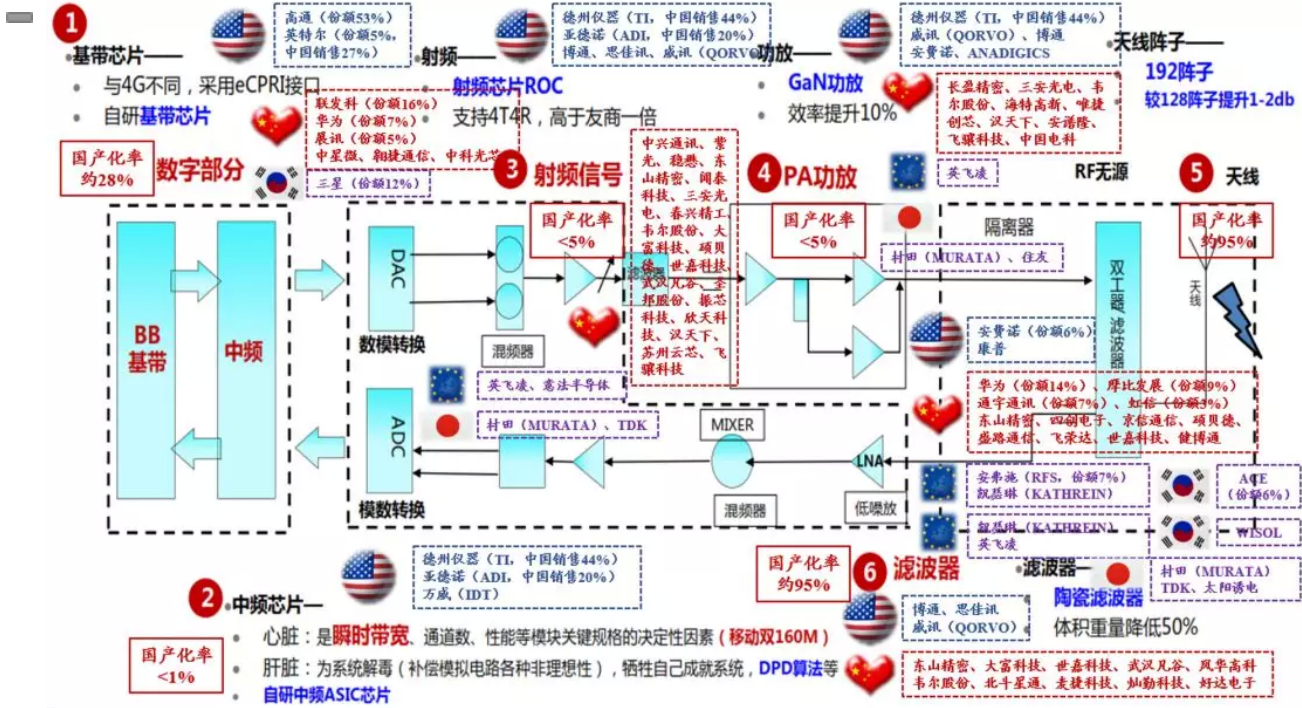 1
基带芯片——
与4G不同，采用eCPRI接口
自研基带芯片
高通（份额53%）
英特尔（份额5%，
中国销售27%）
联发科（份额16%）
华为（份额7%）
展讯（份额5%）
中星微、翱捷通信、中科光芯
三星（份额12%）
国产化率
约28%
数字部分
射频——
射频芯片ROC
支持4T4R，高于友商一倍
德州仪器（TI，中国销售44%）
亚德诺（ADI，中国销售20%）
博通、思佳讯、威讯（QORVO）
3
射频信号
国产化率
<5%
中兴通讯、紫
光、稳懋、东
山精密、闻泰
科技、三安光
电、春兴精工、
韦尔股份、大
富科技、硕贝
德、世嘉科技、
武汉凡谷、圣
邦股份、振芯
科技、欣天科
技、汉天下、
苏州云芯、飞
骧科技
功放——
GaN功放
效率提升10%
德州仪器（TI，中国销售44%）
威讯（QORVO）、博通
安费诺、ANADIGICS
长盈精密、三安光电、韦
尔股份、海特高新、唯捷
创芯、汉天下、安谱隆、
飞骧科技、中国电科
4
PA功放
国产化率
<5%
英飞凌
村田（MURATA）、住友
天线阵子——
192阵子
较128阵子提升1-2db
RF无源
5
天线
国产化率
约95%
隔离器
双工器/滤波器
天线
BB
基带
中频
DAC
数模转换
混频器
滤波器
英飞凌、意法半导体
村田（MURATA）、TDK
ADC
模数转换
MIXER
混频器
LNA
低噪放
安费诺（份额6%）
康普
华为（份额14%）、摩比发展（份额9%）
通宇通讯（份额7%）、虹信（份额3%）
东山精密、四创电子、京信通信、硕贝德、
盛路通信、飞荣达、世嘉科技、健博通
安弗施（RFS，份额7%）
凯瑟琳（KATHREIN）
ACE
（份额6%）
凯瑟琳（KATHREIN）
英飞凌
WISOL
村田（MURATA）
TDK、太阳诱电
2
中频芯片—
德州仪器（TI，中国销售44%）
亚德诺（ADI，中国销售20%）
万威（IDT）
国产化率
<1%
心脏：是瞬时带宽、通道数、性能等模块关键规格的决定性因素（移动双160M）
肝脏：为系统解毒（补偿模拟电路各种非理想性），牺牲自己成就系统，DPD算法等
自研中频ASIC芯片
国产化率
约95%
6
滤波器
滤波器—
陶瓷滤波器
体积重量降低50%
博通、思佳讯
威讯（QORVO）
东山精密、大富科技、世嘉科技、武汉凡谷、风华高科
韦尔股份、北斗星通、麦捷科技、灿勤科技、好达电子